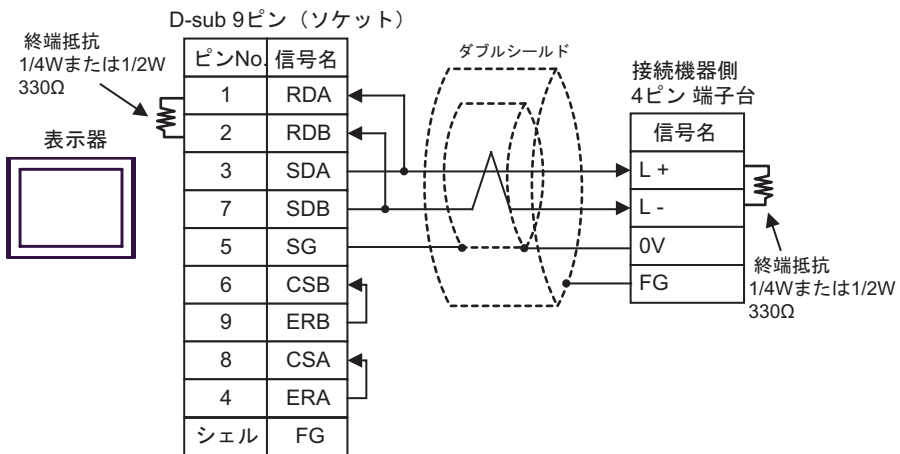 D-sub 9ピン（ソケット）
終端抵抗
1/4Wまたは1/2W
330Ω
表示器
ピンNo. 信号名
1 RDA
2 RDB
3 SDA
7 SDB
5 SG
6 CSB
9 ERB
8 CSA
4 ERA
シェル FG
ダブルシールド
接続機器側
4ピン 端子台
信号名
L +
L -
0V
FG
終端抵抗
1/4Wまたは1/2W
330Ω